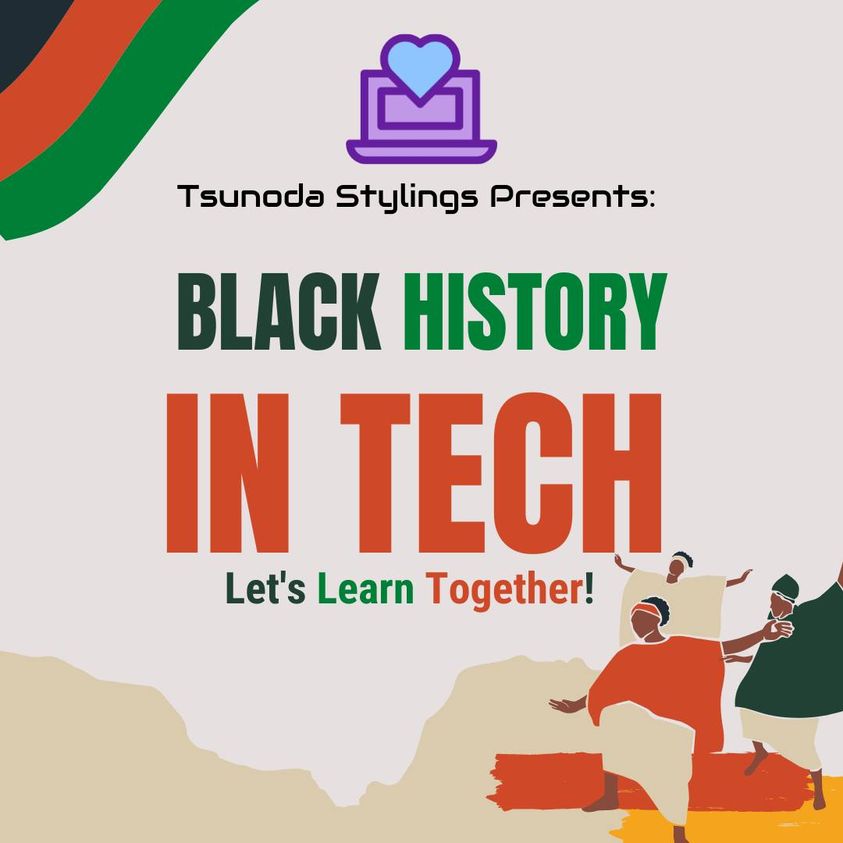 Tsunoda Stylings Presents:
BLACK HISTORY
IN TECH
Let's Learn Together!